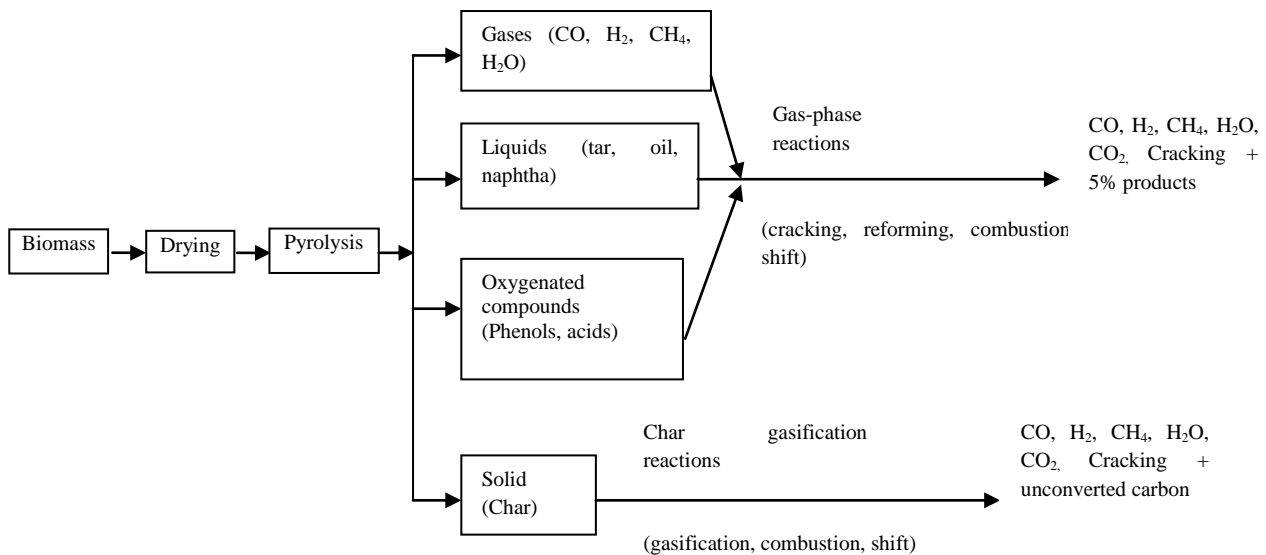 Gases (CO, H₂, CH₄,
H₂O)
Gas-phase
reactions
CO, H₂, CH₄, H₂O,
CO₂, Cracking +
5% products
Liquids (tar, oil,
naphtha)
Biomass
Drying
Pyrolysis
(cracking, reforming, combustion
shift)
Oxygenated
compounds
(Phenols, acids)
Char gasification
reactions
CO, H₂, CH₄, H₂O,
CO₂, Cracking +
unconverted carbon
Solid
(Char)
(gasification, combustion, shift)